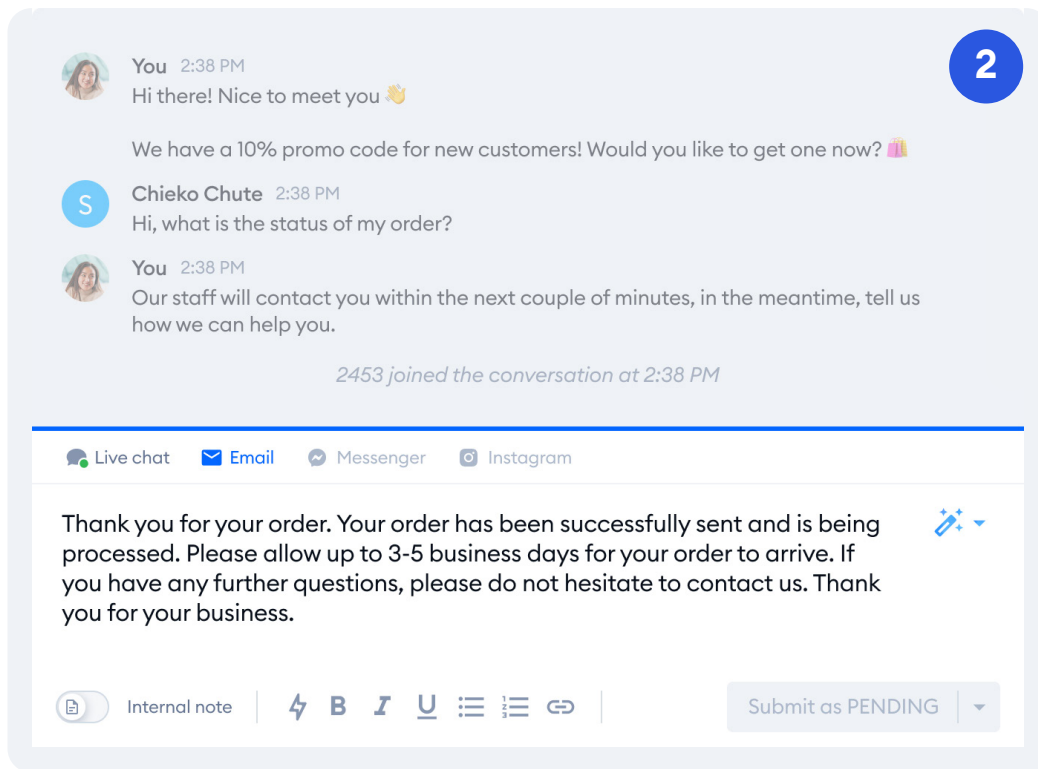 2
You 2:38 PM
Hi there! Nice to meet you 👋
We have a 10% promo code for new customers! Would you like to get one now? 🛍️
S
Chieko Chute 2:38 PM
Hi, what is the status of my order?
You 2:38 PM
Our staff will contact you within the next couple of minutes, in the meantime, tell us
how we can help you.
2453 joined the conversation at 2:38 PM
Live chat Email Messenger Instagram
Thank you for your order. Your order has been successfully sent and is being
processed. Please allow up to 3-5 business days for your order to arrive. If
you have any further questions, please do not hesitate to contact us. Thank
you for your business.
Internal note B I U Submit as PENDING